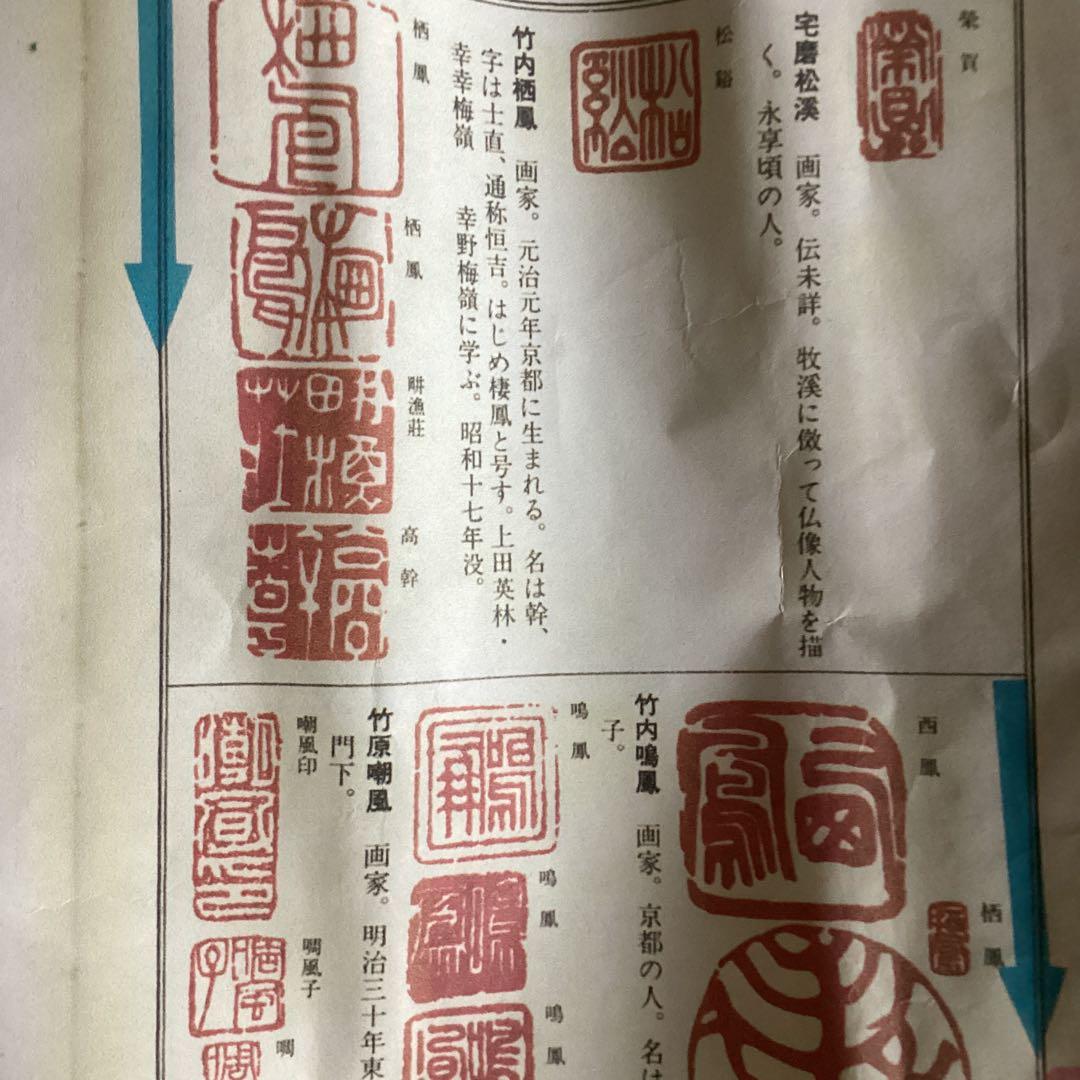 榮賀
宅磨松溪　画家。伝未詳。牧溪に倣って仏像人物を描
く。永享頃の人。
松谿
竹内栖鳳　画家。元治元年京都に生まれる。名は幹、
字は士直、通称恒吉。はじめ棲鳳と号す。上田英林・
幸幸梅嶺　　幸野梅嶺に学ぶ。昭和十七年没。
栖鳳
栖鳳
畊漁荘
高幹
西鳳
栖鳳
竹内鳴鳳　画家。京都の人。名は
子。
鳴鳳
鳴鳳
鳴鳳
竹原嘲風　画家。明治三十年東
門下。
嘲風印
啁風子
啁